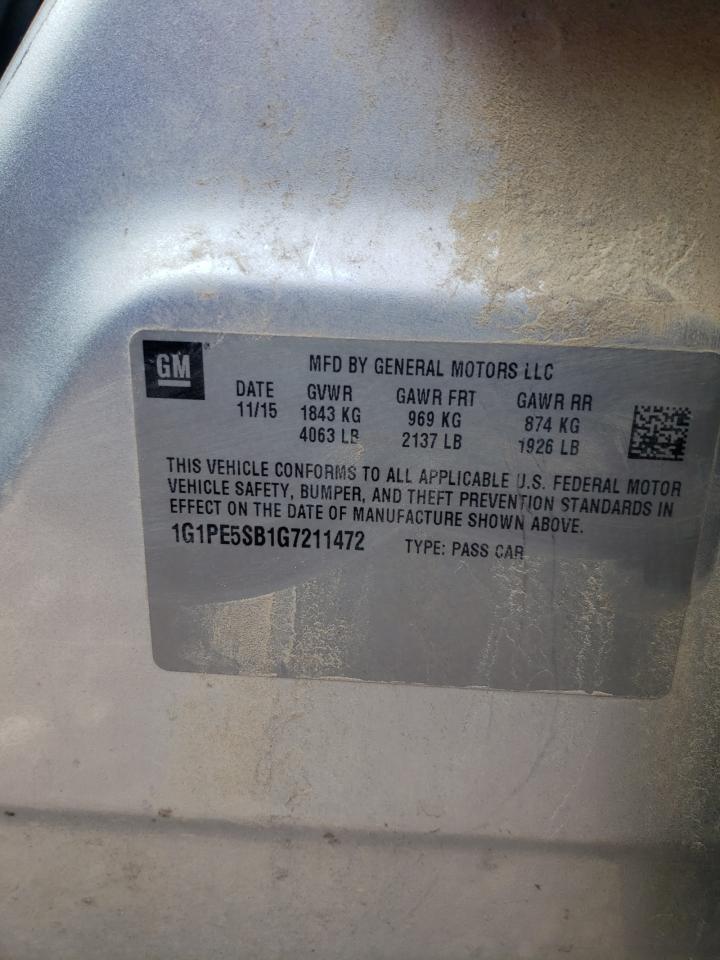 GM
MFD BY GENERAL MOTORS LLC
DATE GVWR GAWR FRT GAWR RR
11/15 1843 KG 969 KG 874 KG
4063 LB 2137 LB 1926 LB
THIS VEHICLE CONFORMS TO ALL APPLICABLE U.S. FEDERAL MOTOR
VEHICLE SAFETY, BUMPER, AND THEFT PREVENTION STANDARDS IN
EFFECT ON THE DATE OF MANUFACTURE SHOWN ABOVE.
1G1PE5SB1G7211472 TYPE: PASS CAR